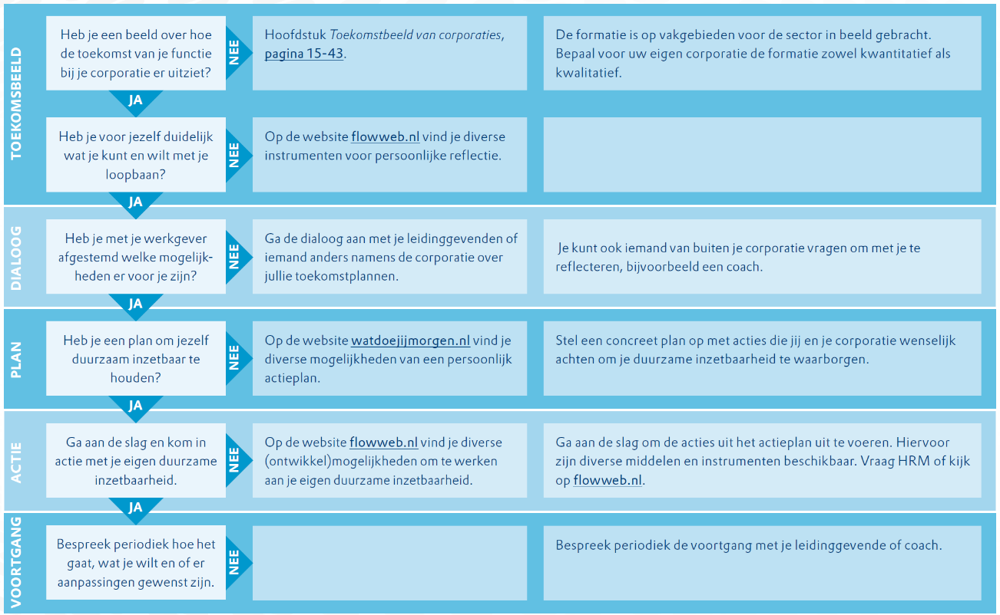 TOEKOMSBEELD
Heb je een beeld over hoe
de toekomst van je functie
bij je corporatie er uitziet?
NEE
Hoofdstuk Toekomstbeeld van corporaties,
pagina 15-43.
De formatie is op vakgebieden voor de sector in beeld gebracht.
Bepaal voor uw eigen corporatie de formatie zowel kwantitatief als
kwalitatief.
JA
Heb je voor jezelf duidelijk
wat je kunt en wilt met je
loopbaan?
NEE
Op de website flowweb.nl vind je diverse
instrumenten voor persoonlijke reflectie.
JA
DIALOOG
Heb je met je werkgever
afgestemd welke mogelijk-
heden er voor je zijn?
NEE
Ga de dialoog aan met je leidinggevenden of
iemand anders namens de corporatie over
jullie toekomstplannen.
Je kunt ook iemand van buiten je corporatie vragen om met je te
reflecteren, bijvoorbeeld een coach.
JA
PLAN
Heb je een plan om jezelf
duurzaam inzetbaar te
houden?
NEE
Op de website watdoejijmorgen.nl vind je
diverse mogelijkheden van een persoonlijk
actieplan.
Stel een concreet plan op met acties die jij en je corporatie wenselijk
achten om je duurzame inzetbaarheid te waarborgen.
JA
ACTIE
Ga aan de slag en kom in
actie met je eigen duurzame
inzetbaarheid.
NEE
Op de website flowweb.nl vind je diverse
(ontwikkel)mogelijkheden om te werken
aan je eigen duurzame inzetbaarheid.
Ga aan de slag om de acties uit het actieplan uit te voeren. Hiervoor
zijn diverse middelen en instrumenten beschikbaar. Vraag HRM of kijk
op flowweb.nl.
JA
VOORTGANG
Bespreek periodiek hoe het
gaat, wat je wilt en of er
aanpassingen gewenst zijn.
NEE
Bespreek periodiek de voortgang met je leidinggevende of coach.